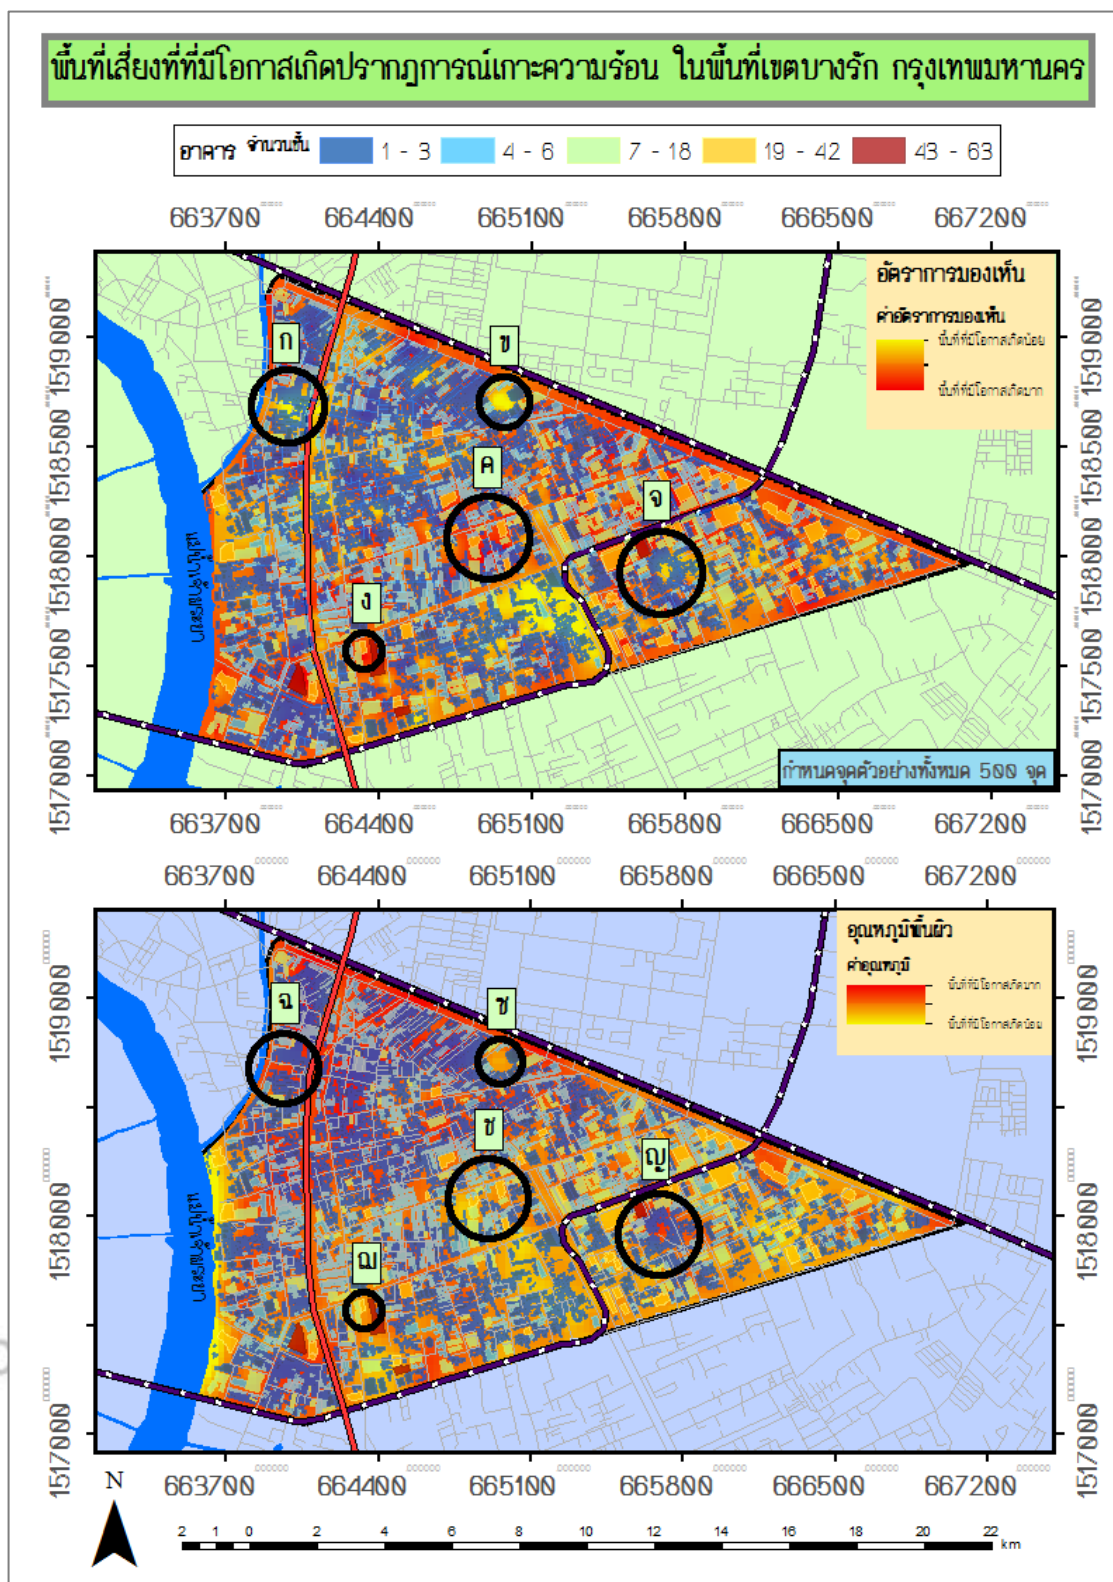 พื้นที่เสี่ยงที่ที่มีโอกาสเกิดปรากฏการณ์เกาะความร้อน ในพื้นที่เขตบางรัก กรุงเทพมหานคร
อาคาร จำนวนชั้น 1 - 3 4 - 6 7 - 18 19 - 42 43 - 63
663700 664400 665100 665800 666500 667200
อัตราการมองเห็น
ค่าอัตราการมองเห็น
พื้นที่ที่มีโอกาสเกิดน้อย
พื้นที่ที่มีโอกาสเกิดมาก
1519000 1519000
1518500 1518500
1518000 1518000
1517500 1517500
1517000 1517000
ก
ข
ค
จ
ง
แม่น้ำเจ้าพระยา
กำหนดจุดตัวอย่างทั้งหมด 500 จุด
663700 664400 665100 665800 666500 667200
663700 664400 665100 665800 666500 667200
อุณหภูมิพื้นผิว
ค่าอุณหภูมิ
พื้นที่ที่มีโอกาสเกิดมาก
พื้นที่ที่มีโอกาสเกิดน้อย
1519000 1519000
1518000 1518000
1517000 1517000
ฉ
ช
ญ
ฌ
แม่น้ำเจ้าพระยา
663700 664400 665100 665800 666500 667200
N
2 1 0 2 4 6 8 10 12 14 16 18 20 22
km